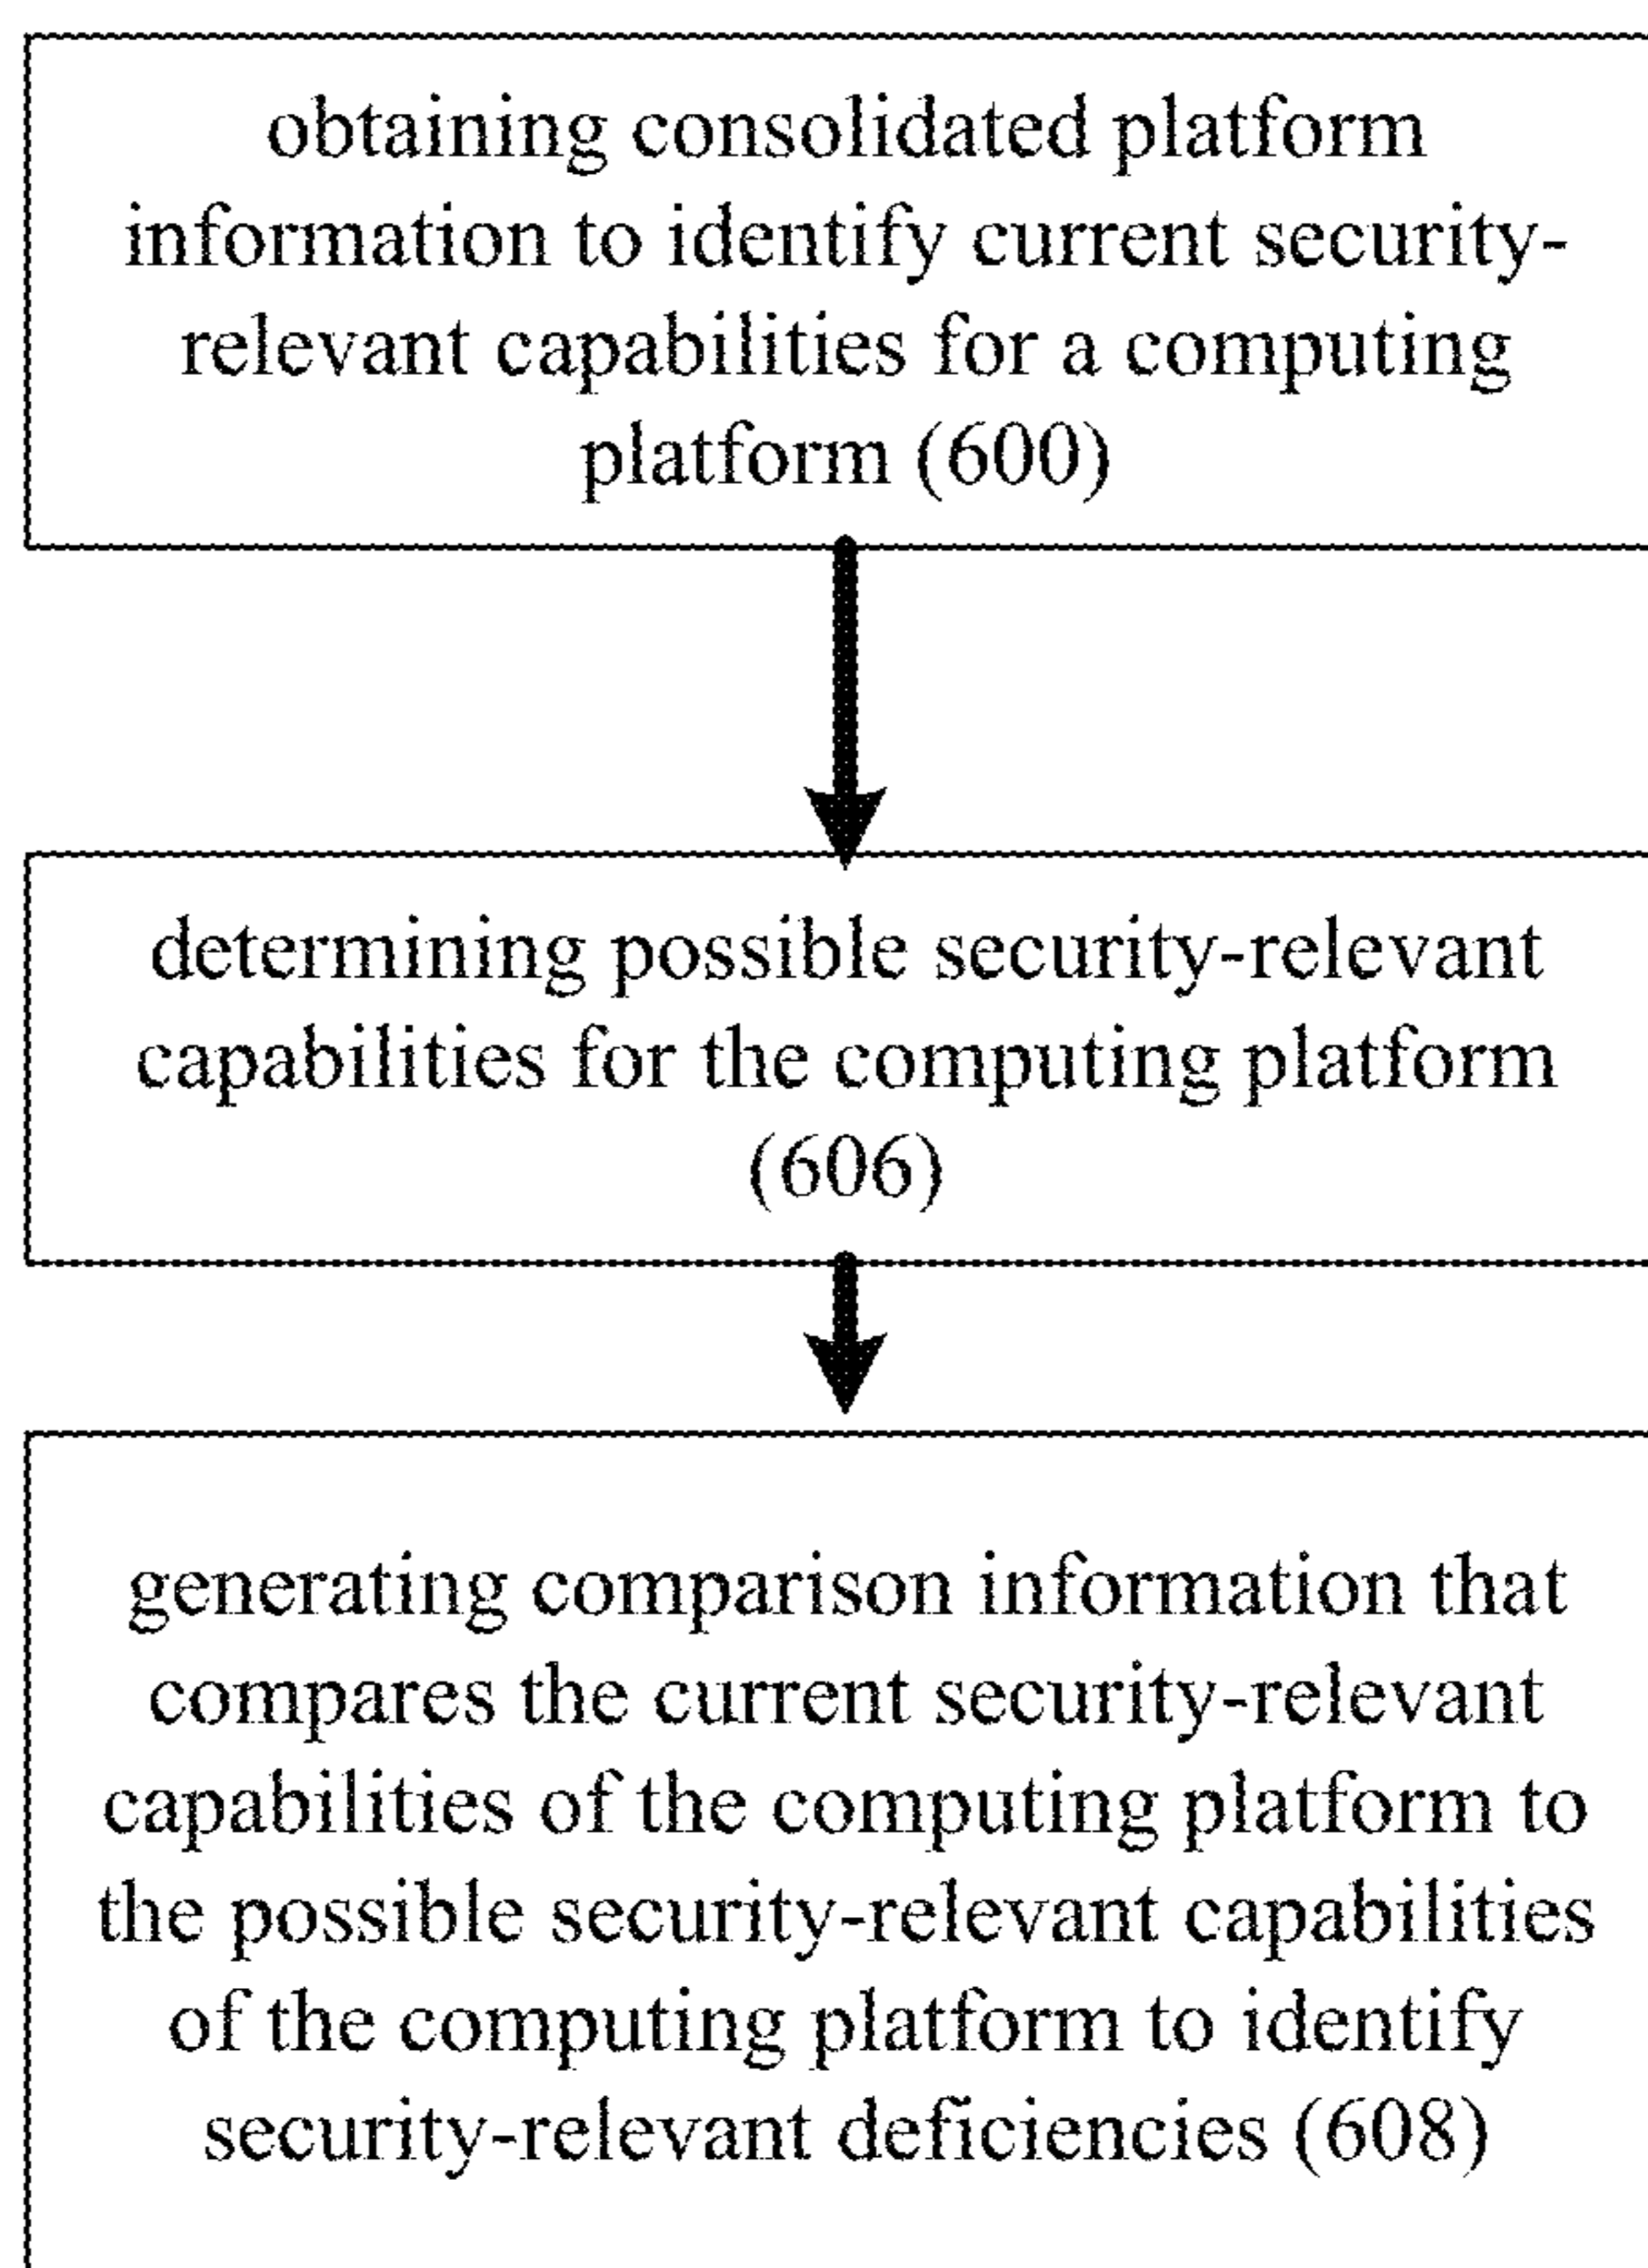 obtaining consolidated platform
information to identify current security-
relevant capabilities for a computing
platform (600)
determining possible security-relevant
capabilities for the computing platform
(606)
generating comparison information that
compares the current security-relevant
capabilities of the computing platform to
the possible security-relevant capabilities
of the computing platform to identify
security-relevant deficiencies (608)